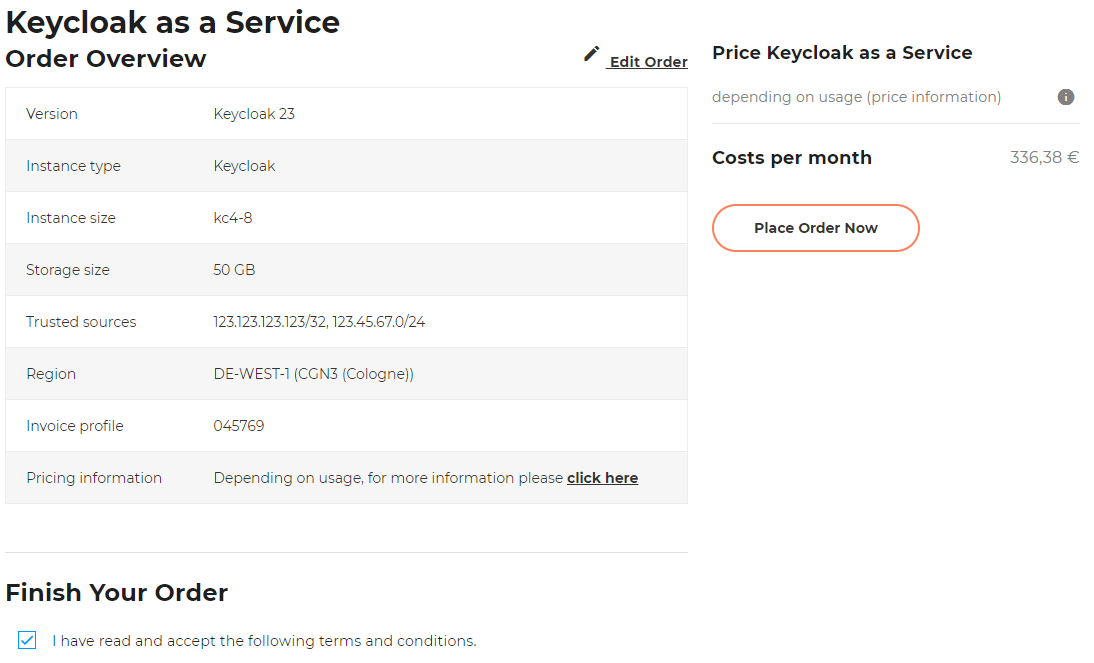 Keycloak as a Service
Order Overview
Edit Order
Version Keycloak 23
Instance type Keycloak
Instance size kc4-8
Storage size 50 GB
Trusted sources 123.123.123.123/32, 123.45.67.0/24
Region DE-WEST-1 (CGN3 (Cologne))
Invoice profile 045769
Pricing information Depending on usage, for more information please click here
Price Keycloak as a Service
depending on usage (price information)
Costs per month 336,38 €
Place Order Now
Finish Your Order
I have read and accept the following terms and conditions.